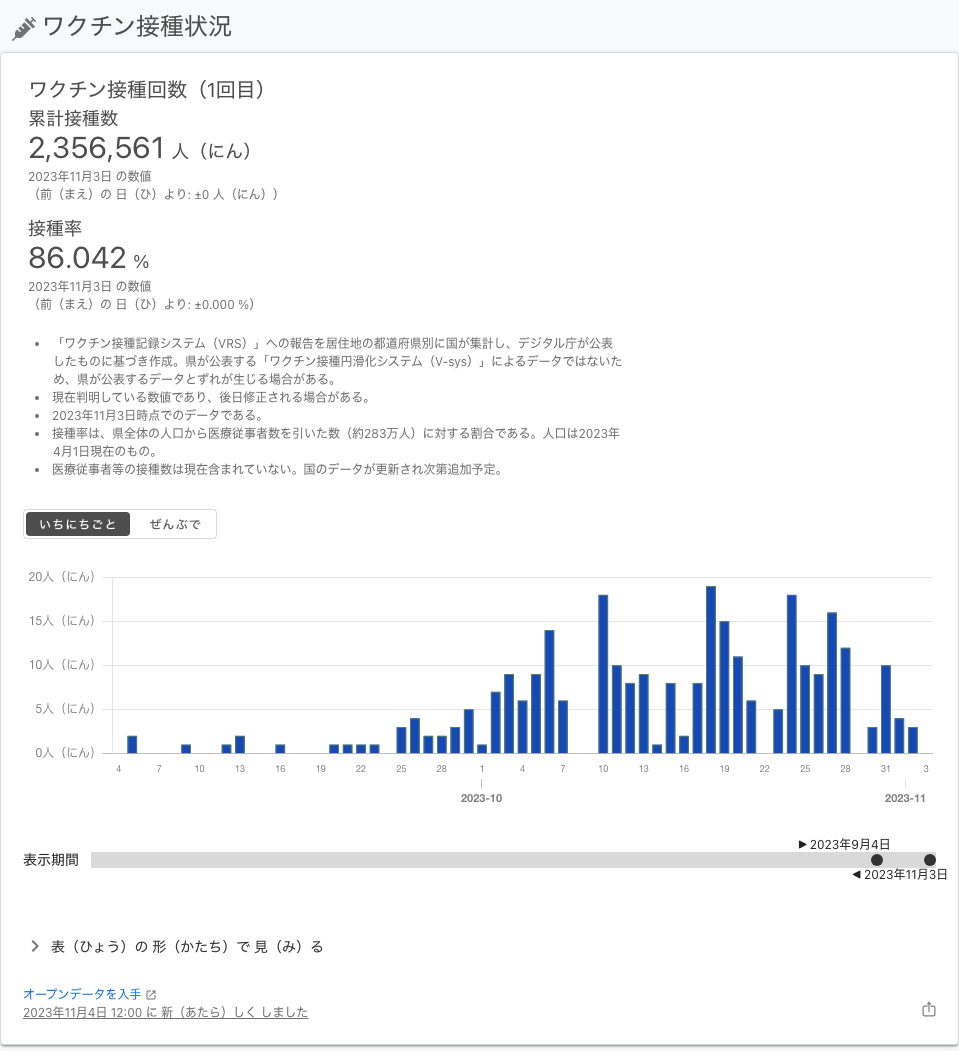 ワクチン接種状況
ワクチン接種回数（1回目）
累計接種数
2,356,561 人（にん）
2023年11月3日 の数値
（前（まえ）の 日（ひ）より: ±0 人（にん））
接種率
86.042 %
2023年11月3日 の数値
（前（まえ）の 日（ひ）より: ±0.000 %）
• 「ワクチン接種記録システム（VRS）」への報告を居住地の都道府県別に国が集計し、デジタル庁が公表
したものに基づき作成。県が公表する「ワクチン接種円滑化システム（V-sys）」によるデータではないた
め、県が公表するデータとずれが生じる場合がある。
• 現在判明している数値であり、後日修正される場合がある。
• 2023年11月3日時点でのデータである。
• 接種率は、県全体の人口から医療従事者数を引いた数（約283万人）に対する割合である。人口は2023年
4月1日現在のもの。
• 医療従事者等の接種数は現在含まれていない。国のデータが更新され次第追加予定。
いちにちごと ぜんぶで
20人（にん）
15人（にん）
10人（にん）
5人（にん）
0人（にん）
4 7 10 13 16 19 22 25 28 1 4 7 10 13 16 19 22 25 28 31 3
2023-10 2023-11
▶ 2023年9月4日
表示期間
◀ 2023年11月3日
表（ひょう）の 形（かたち）で 見（み）る
オープンデータを入手
2023年11月4日 12:00 に 新（あたら）しく しました